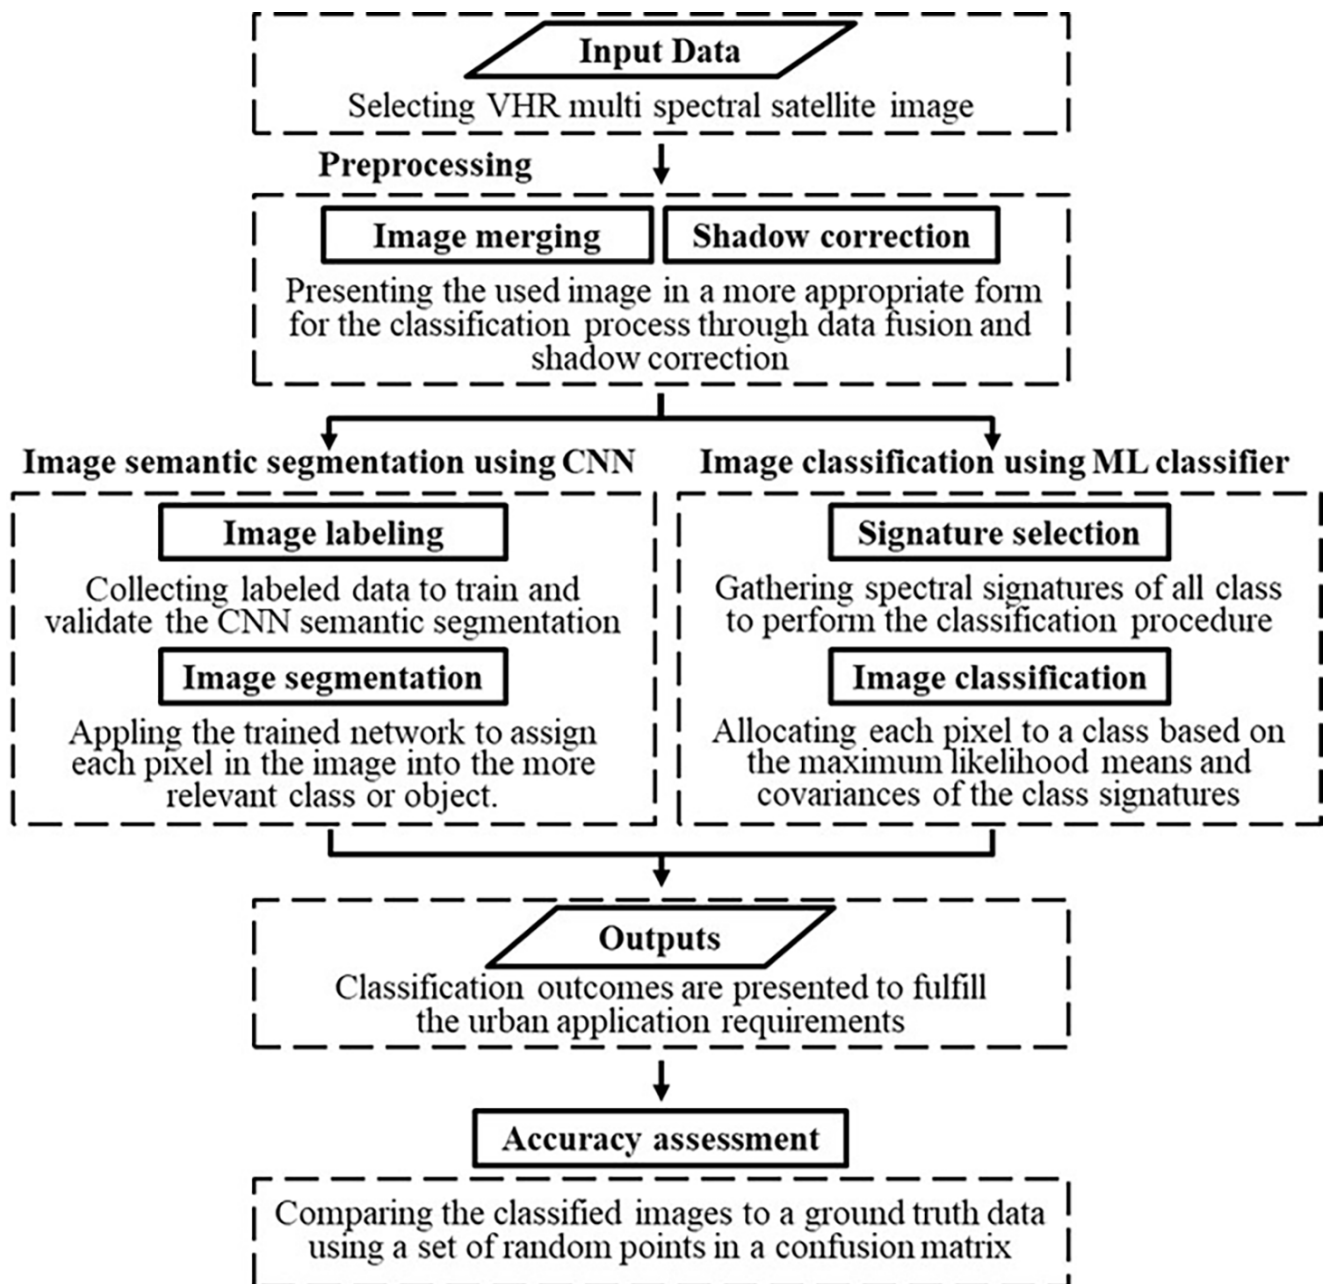 Input Data
Selecting VHR multi spectral satellite image
Preprocessing
Image merging
Shadow correction
Presenting the used image in a more appropriate form
for the classification process through data fusion and
shadow correction
Image semantic segmentation using CNN
Image labeling
Collecting labeled data to train and
validate the CNN semantic segmentation
Image segmentation
Appling the trained network to assign
each pixel in the image into the more
relevant class or object.
Image classification using ML classifier
Signature selection
Gathering spectral signatures of all class
to perform the classification procedure
Image classification
Allocating each pixel to a class based on
the maximum likelihood means and
covariances of the class signatures
Outputs
Classification outcomes are presented to fulfill
the urban application requirements
Accuracy assessment
Comparing the classified images to a ground truth data
using a set of random points in a confusion matrix